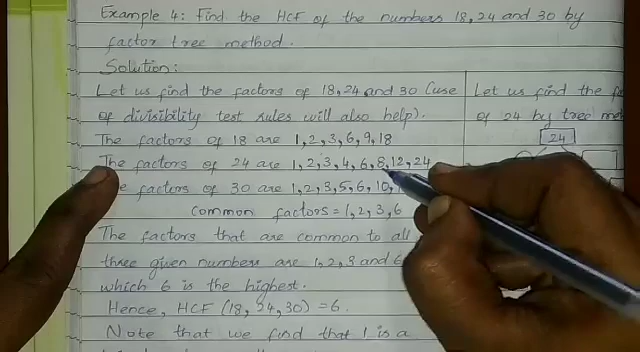 Example 4: Find the HCF of the numbers 18,24 and 30 by
factor tree method.
Solution:
Let us find the factors of 18,24 and 30 (use
of divisibility test rules will also help).
The factors of 18 are 1,2,3,6,9,18
The factors of 24 are 1,2,3,4,6,8,12,24
factors of 30 are 1,2,3,5,6,10,
Common factors = 1,2,3,6
The factors that are common to all
three given numbers are 1,2,3 and 6
which 6 is the highest.
Hence, HCF (18,24,30) = 6.
Note that we find that 1 is a
Let us find the
of 24 by tree
24